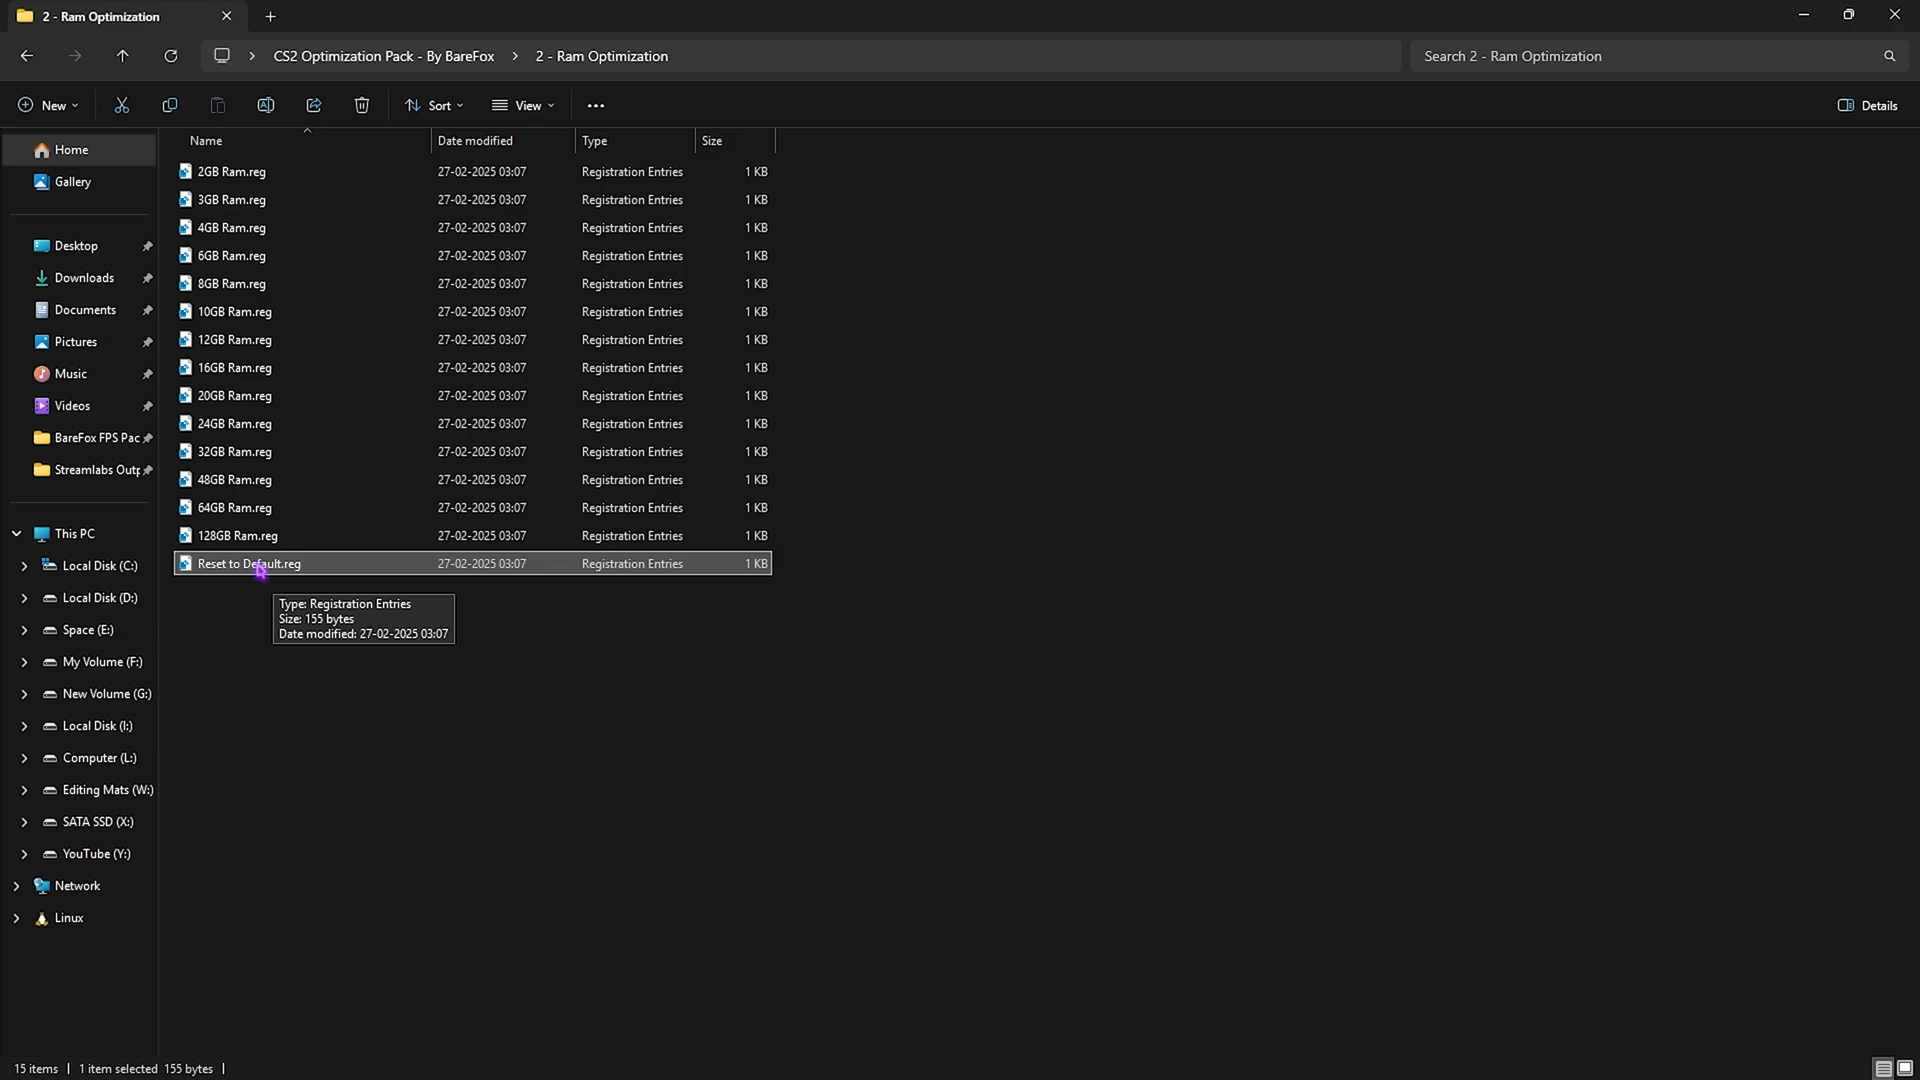 2 - Ram Optimization
CS2 Optimization Pack - By BareFox
2 - Ram Optimization
Search 2 - Ram Optimization
New
Sort
View
Details
Name
Date modified
Type
Size
Home
Gallery
Desktop
Downloads
Documents
Pictures
Music
Videos
BareFox FPS Pac
Streamlabs Outp
This PC
Local Disk (C:)
Local Disk (D:)
Space (E:)
My Volume (F:)
New Volume (G:)
Local Disk (I:)
Computer (L:)
Editing Mats (W:)
SATA SSD (X:)
YouTube (Y:)
Network
Linux
2GB Ram.reg 27-02-2025 03:07 Registration Entries 1 KB
3GB Ram.reg 27-02-2025 03:07 Registration Entries 1 KB
4GB Ram.reg 27-02-2025 03:07 Registration Entries 1 KB
6GB Ram.reg 27-02-2025 03:07 Registration Entries 1 KB
8GB Ram.reg 27-02-2025 03:07 Registration Entries 1 KB
10GB Ram.reg 27-02-2025 03:07 Registration Entries 1 KB
12GB Ram.reg 27-02-2025 03:07 Registration Entries 1 KB
16GB Ram.reg 27-02-2025 03:07 Registration Entries 1 KB
20GB Ram.reg 27-02-2025 03:07 Registration Entries 1 KB
24GB Ram.reg 27-02-2025 03:07 Registration Entries 1 KB
32GB Ram.reg 27-02-2025 03:07 Registration Entries 1 KB
48GB Ram.reg 27-02-2025 03:07 Registration Entries 1 KB
64GB Ram.reg 27-02-2025 03:07 Registration Entries 1 KB
128GB Ram.reg 27-02-2025 03:07 Registration Entries 1 KB
Reset to Default.reg 27-02-2025 03:07 Registration Entries 1 KB
Type: Registration Entries
Size: 155 bytes
Date modified: 27-02-2025 03:07
15 items | 1 item selected 155 bytes |